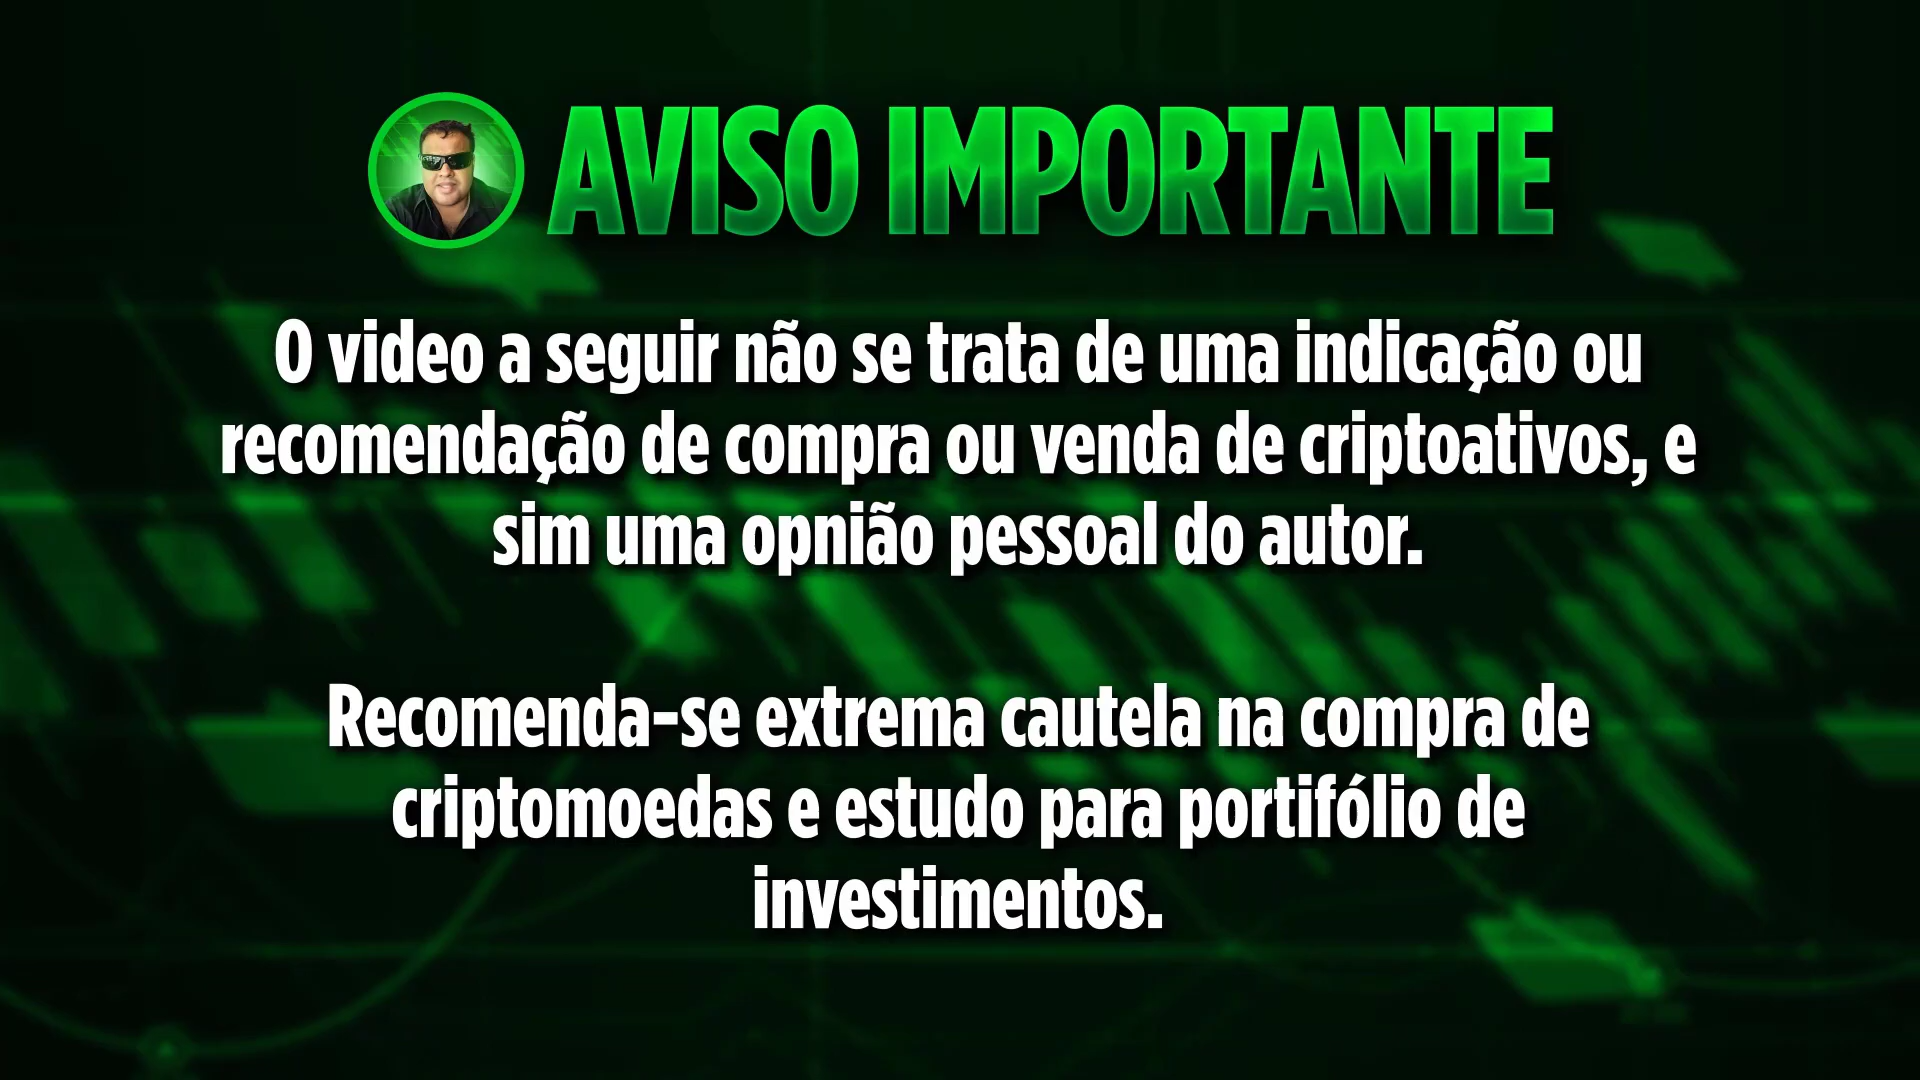 AVISO IMPORTANTE
O video a seguir não se trata de uma indicação ou
recomendação de compra ou venda de criptoativos, e
sim uma opnião pessoal do autor.
Recomenda-se extrema cautela na compra de
criptomoedas e estudo para portifólio de
investimentos.